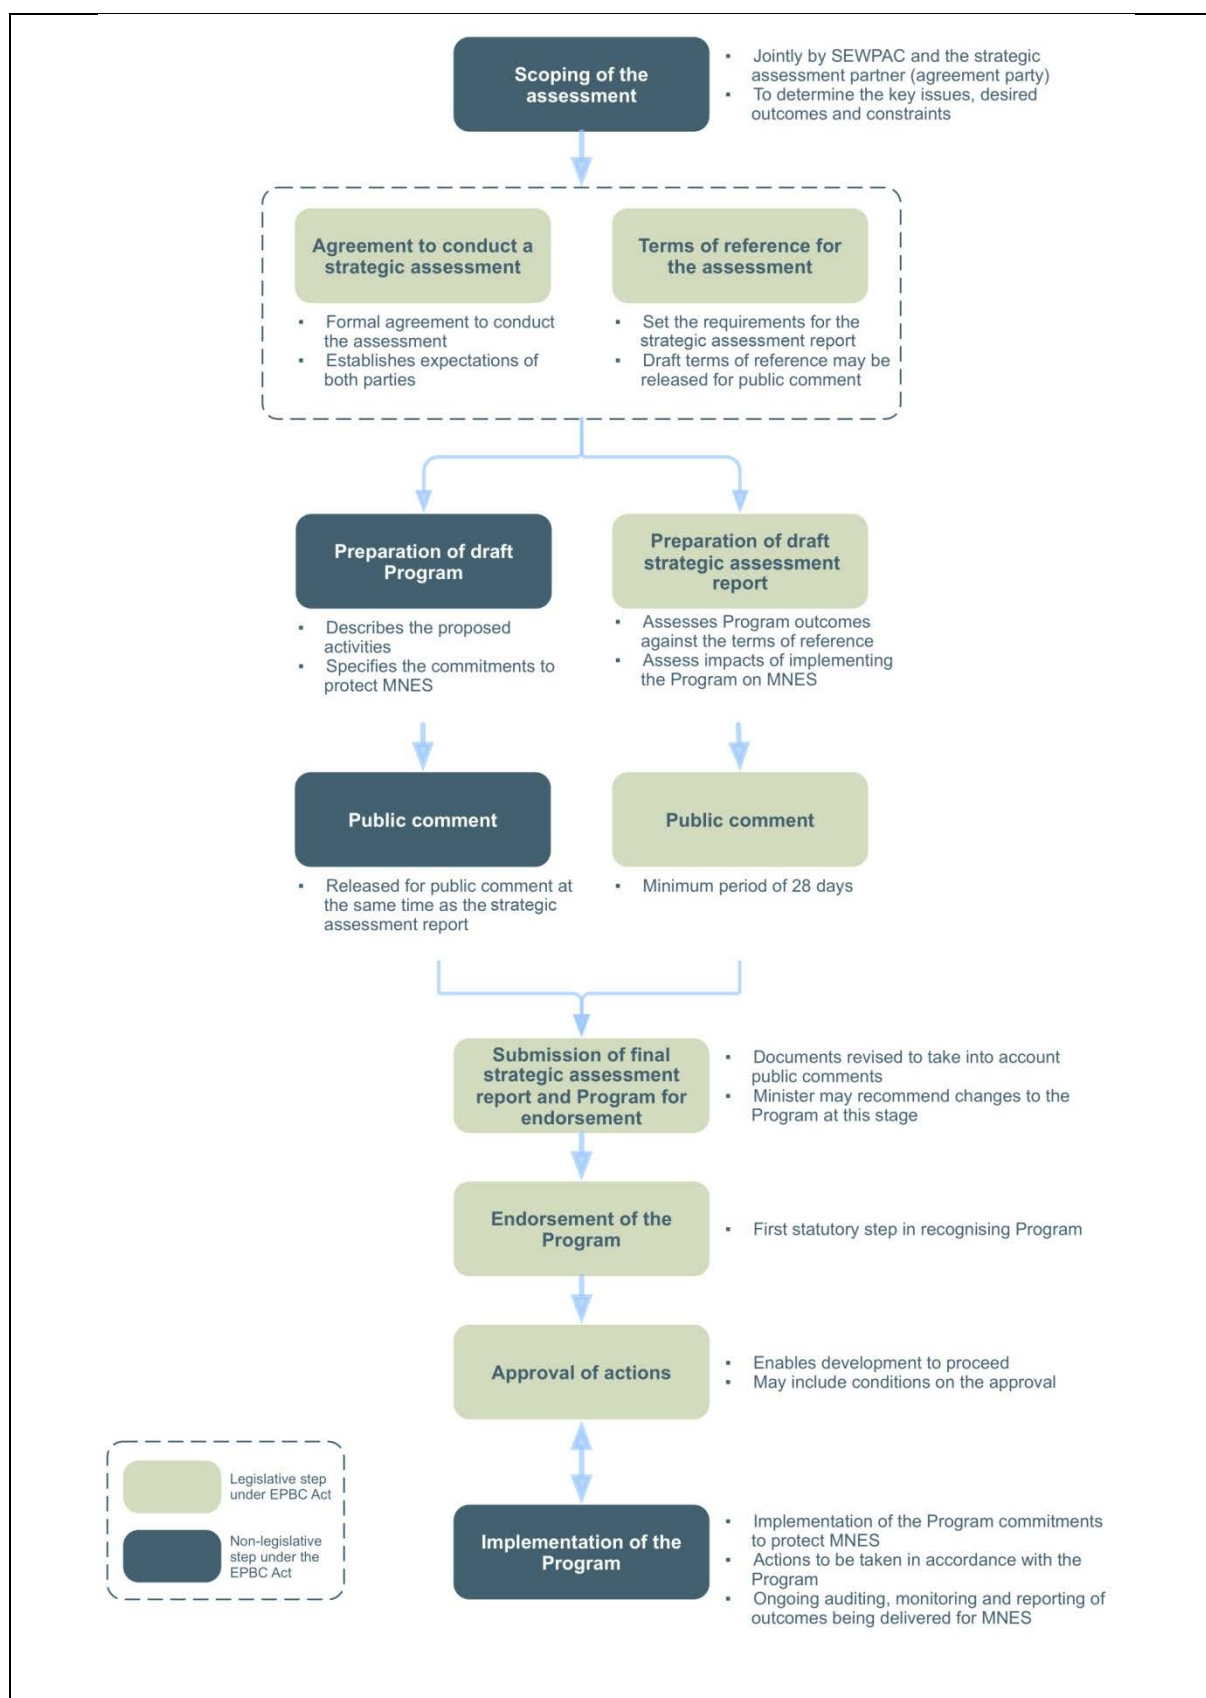 Scoping of the
assessment
▪ Jointly by SEWPAC and the strategic
assessment partner (agreement party)
▪ To determine the key issues, desired
outcomes and constraints
Agreement to conduct a
strategic assessment
▪ Formal agreement to conduct
the assessment
▪ Establishes expectations of
both parties
Terms of reference for
the assessment
▪ Set the requirements for the
strategic assessment report
▪ Draft terms of reference may be
released for public comment
Preparation of draft
Program
▪ Describes the proposed
activities
▪ Specifies the commitments to
protect MNES
Preparation of draft
strategic assessment
report
▪ Assesses Program outcomes
against the terms of reference
▪ Assess impacts of implementing
the Program on MNES
Public comment
▪ Released for public comment at
the same time as the strategic
assessment report
Public comment
▪ Minimum period of 28 days
Submission of final
strategic assessment
report and Program for
endorsement
▪ Documents revised to take into account
public comments
▪ Minister may recommend changes to the
Program at this stage
Endorsement of the
Program
▪ First statutory step in recognising Program
Approval of actions
▪ Enables development to proceed
▪ May include conditions on the approval
Legislative step
under EPBC Act
Non-legislative
step under the
EPBC Act
Implementation of the
Program
▪ Implementation of the Program commitments
to protect MNES
▪ Actions to be taken in accordance with the
Program
▪ Ongoing auditing, monitoring and reporting of
outcomes being delivered for MNES